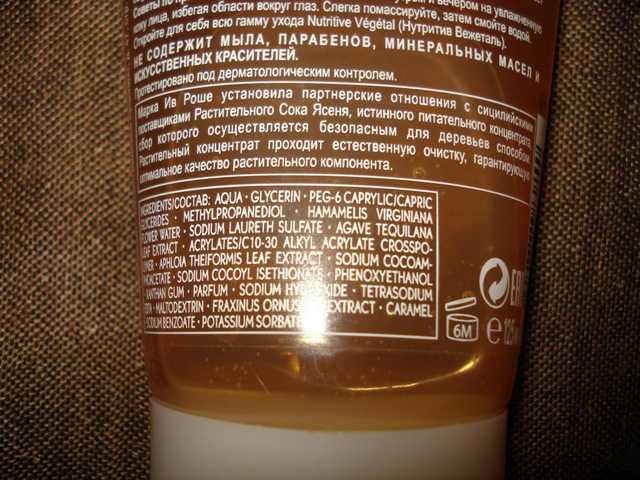 и вечером на увлажненную
кожу лица, избегая области вокруг глаз. Слегка помассируйте, затем смойте водой.
Откройте для себя всю гамму ухода Nutritive Végétal (Нутритив Вежеталь).
НЕ СОДЕРЖИТ МЫЛА, ПАРАБЕНОВ, МИНЕРАЛЬНЫХ МАСЕЛ И
ИСКУССТВЕННЫХ КРАСИТЕЛЕЙ.
Протестировано под дерматологическим контролем.
Марка Ив Роше установила партнерские отношения с сицилийскими
поставщиками Растительного Сока Ясеня, истинного питательного концентрата,
сбор которого осуществляется безопасным для деревьев способом.
Растительный концентрат проходит естественную очистку, гарантирующую
оптимальное качество растительного компонента.
INGREDIENTS/СОСТАВ: AQUA · GLYCERIN · PEG-6 CAPRYLIC/CAPRIC
GLYCERIDES · METHYLPROPANEDIOL · HAMAMELIS VIRGINIANA
FLOWER WATER · SODIUM LAURETH SULFATE · AGAVE TEQUILANA
LEAF EXTRACT · ACRYLATES/C10-30 ALKYL ACRYLATE CROSSPO-
LYMER · APHLOIA THEIFORMIS LEAF EXTRACT · SODIUM COCOAM-
PHOACETATE · SODIUM COCOYL ISETHIONATE · PHENOXYETHANOL
· XANTHAN GUM · PARFUM · SODIUM HYDROXIDE · TETRASODIUM
EDTA · MALTODEXTRIN · FRAXINUS ORNUS EXTRACT · CARAMEL
· SODIUM BENZOATE · POTASSIUM SORBATE
6M
e 125